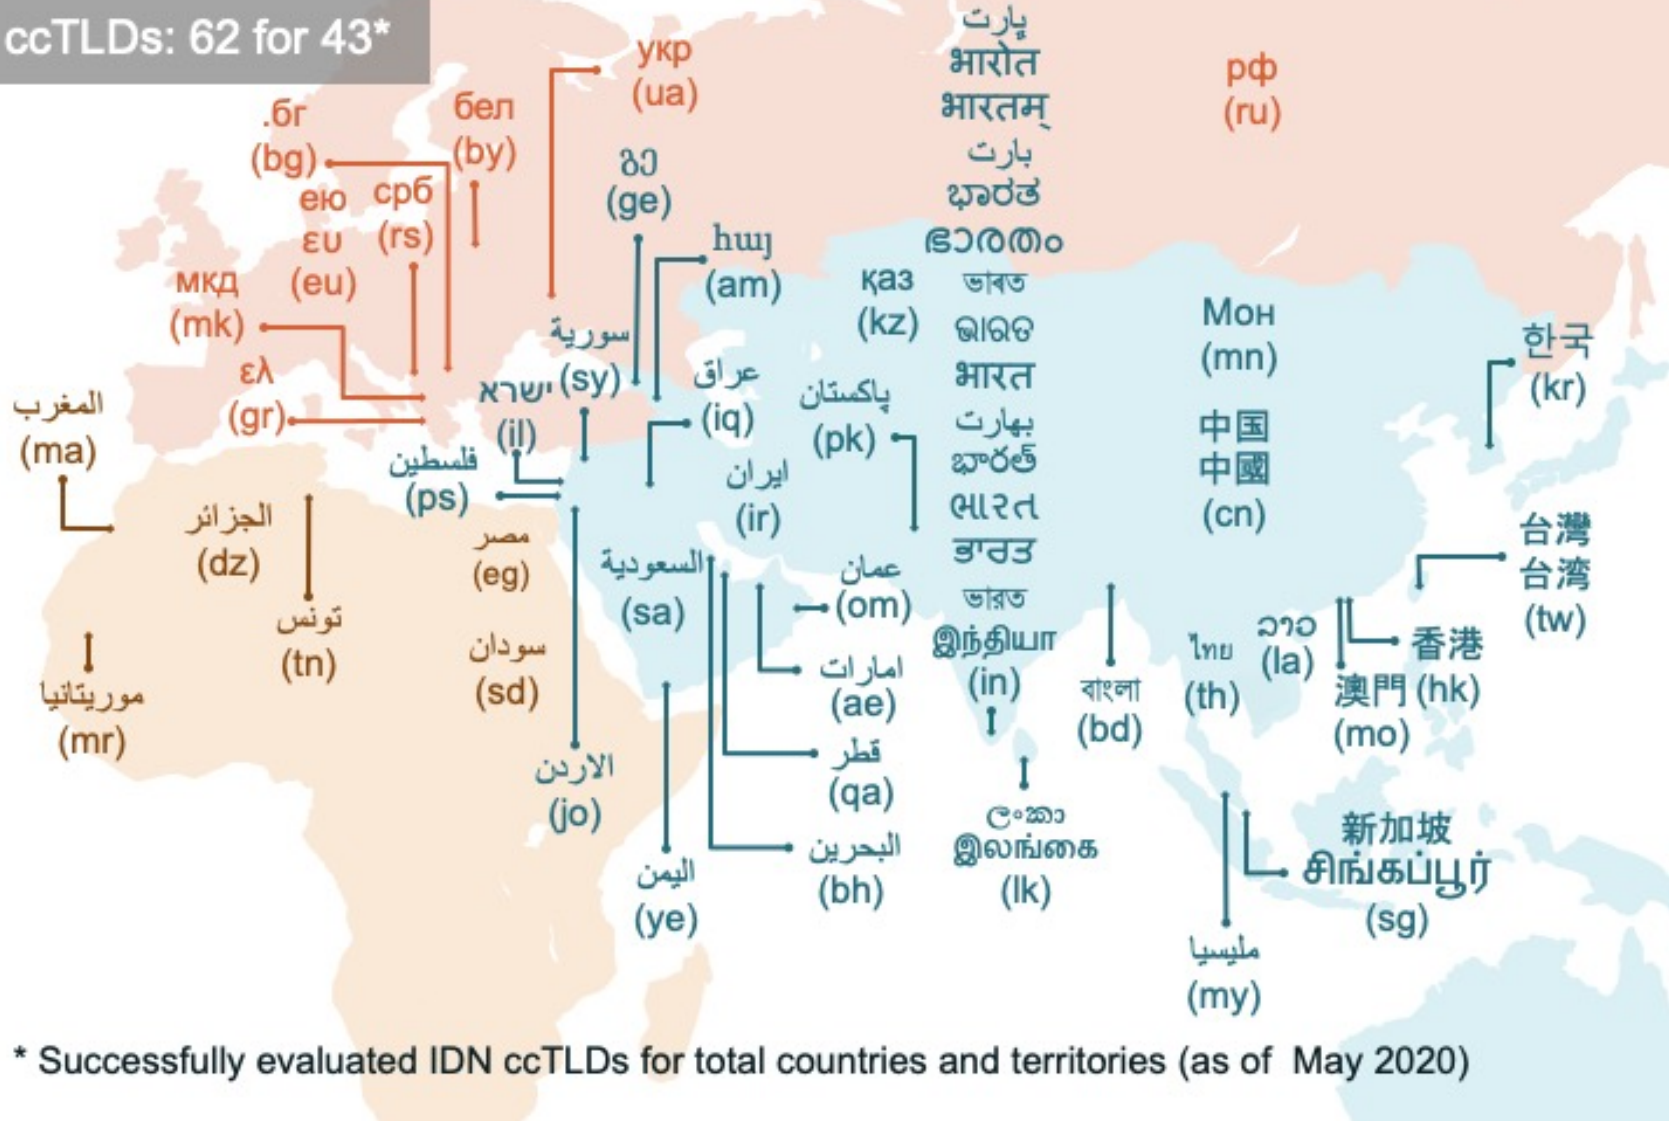 ccTLDs: 62 for 43*
укр
(ua)
.бг
(bg)
бел
(by)
ею
ευ
(eu)
срб
(rs)
мкд
(mk)
ελ
(gr)
рф
(ru)
გე
(ge)
հայ
(am)
қаз
(kz)
سورية
(sy)
ישראל
(il)
عراق
(iq)
فلسطين
(ps)
ایران
(ir)
پاکستان
(pk)
ڀارت
भारोत
भारतम्
بارت
ಭಾರತ
ഭാരതം
ভাৰত
ଭାରତ
भारत
بھارت
భారత్
ભારત
ਭਾਰਤ
ভারত
இந்தியா
(in)
Мон
(mn)
中国
中國
(cn)
한국
(kr)
台灣
台湾
(tw)
香港
(hk)
澳門
(mo)
ລາວ
(la)
ไทย
(th)
বাংলা
(bd)
المغرب
(ma)
الجزائر
(dz)
تونس
(tn)
موريتانيا
(mr)
مصر
(eg)
سودان
(sd)
السعودية
(sa)
عمان
(om)
امارات
(ae)
قطر
(qa)
البحرين
(bh)
الاردن
(jo)
اليمن
(ye)
ලංකා
இலங்கை
(lk)
新加坡
சிங்கப்பூர்
(sg)
مليسيا
(my)
* Successfully evaluated IDN ccTLDs for total countries and territories (as of May 2020)